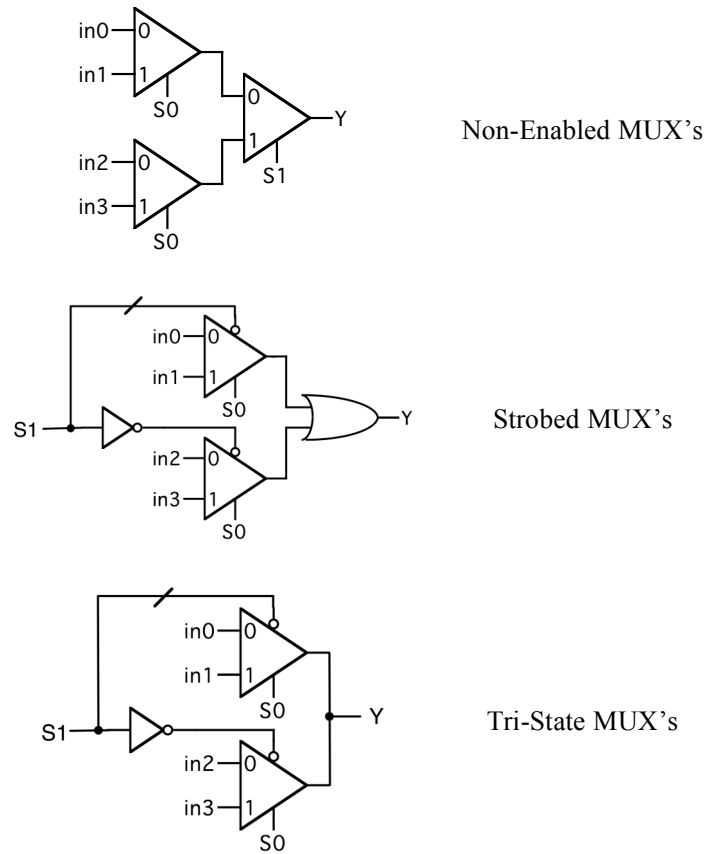 in0
0
in1
1
S0
0
Y
1
in2
0
S1
in3
1
S0
Non-Enabled MUX's
in0
0
in1
1
S0
Y
S1
in2
0
in3
1
S0
Strobed MUX's
in0
0
in1
1
S0
Y
S1
in2
0
in3
1
S0
Tri-State MUX's